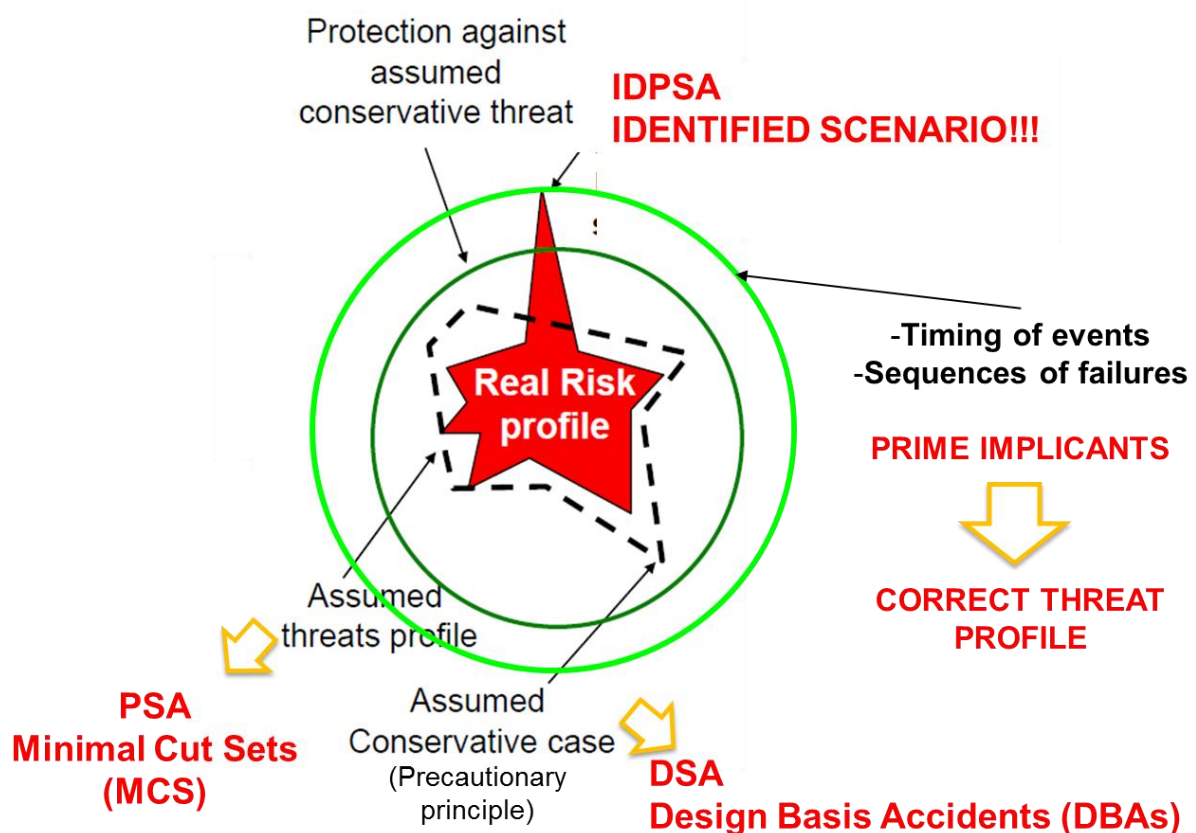 Protection against
assumed
conservative threat
IDPSA
IDENTIFIED SCENARIO!!!
Real Risk
profile
-Timing of events
-Sequences of failures
PRIME IMPLICANTS
CORRECT THREAT
PROFILE
Assumed
threats profile
PSA
Minimal Cut Sets
(MCS)
Assumed
Conservative case
(Precautionary
principle)
DSA
Design Basis Accidents (DBAs)